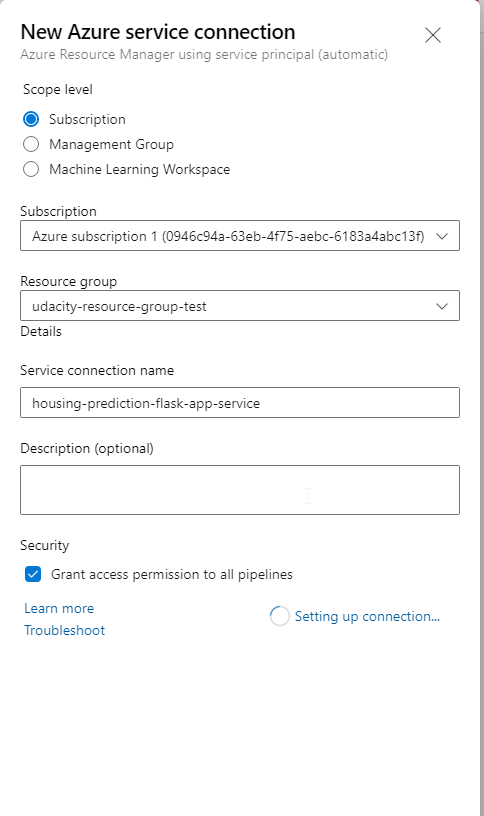 New Azure service connection
Azure Resource Manager using service principal (automatic)
Scope level
Subscription
Management Group
Machine Learning Workspace
Subscription
Azure subscription 1 (0946c94a-63eb-4f75-aebc-6183a4abc13f)
Resource group
udacity-resource-group-test
Details
Service connection name
housing-prediction-flask-app-service
Description (optional)
Security
Grant access permission to all pipelines
Learn more
Setting up connection...
Troubleshoot